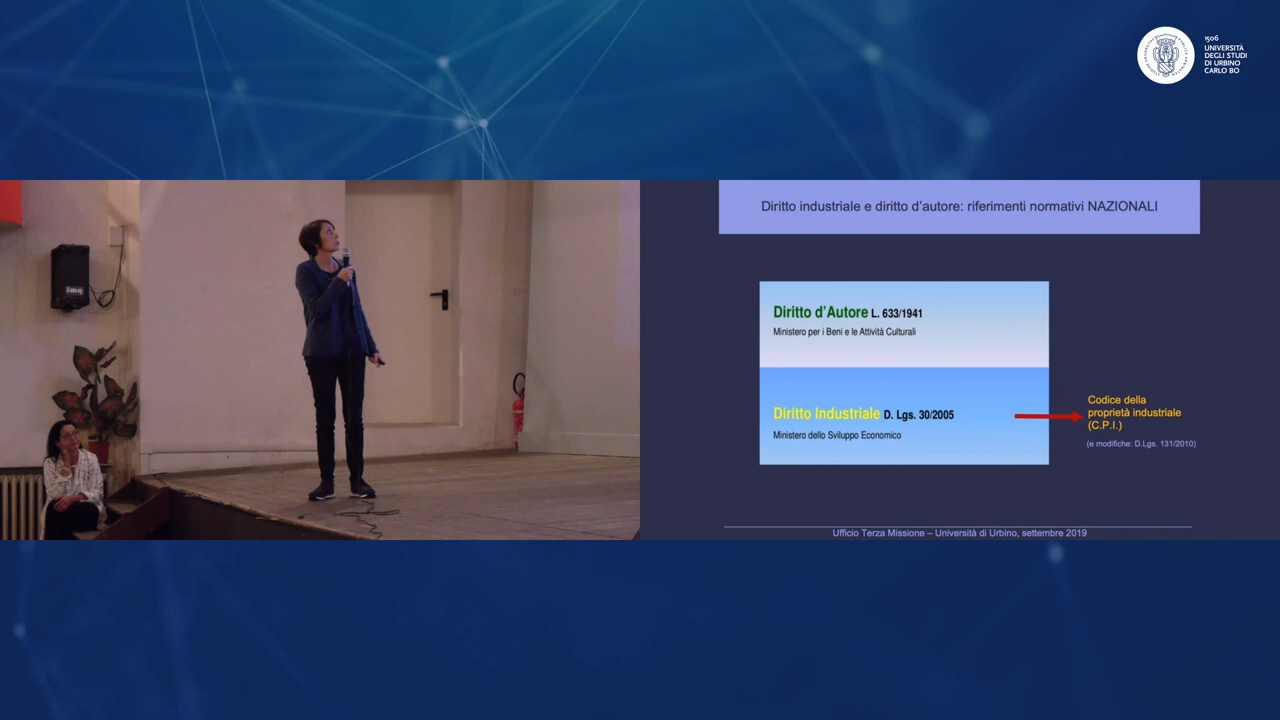 1506
UNIVERSITÀ
DEGLI STUDI
DI URBINO
CARLO BO
Diritto industriale e diritto d'autore: riferimenti normativi NAZIONALI
Diritto d'Autore L. 633/1941
Ministero per i Beni e le Attività Culturali
Diritto Industriale D. Lgs. 30/2005
Ministero dello Sviluppo Economico
Codice della
proprietà industriale
(C.P.I.)
(e modifiche: D.Lgs. 131/2010)
Ufficio Terza Missione – Università di Urbino, settembre 2019